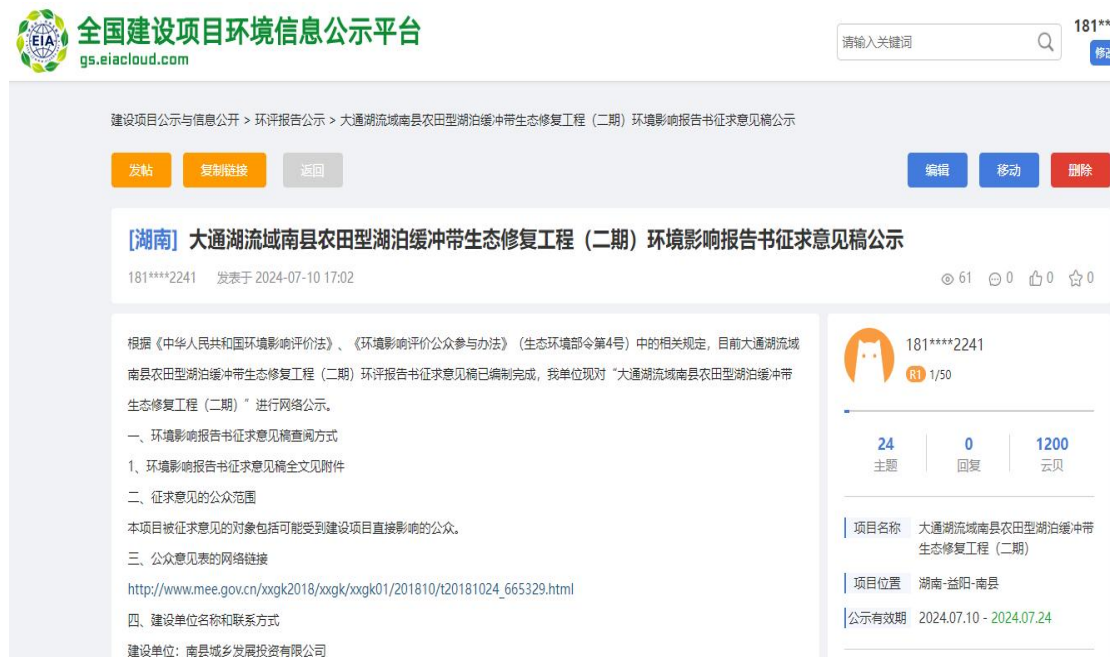 EIA
全国建设项目环境信息公示平台
gs.eiacloud.com
请输入关键词
181**
修改
建设项目公示与信息公开 > 环评报告公示 > 大通湖流域南县农田型湖泊缓冲带生态修复工程（二期）环境影响报告书征求意见稿公示
发帖 复制链接 返回 编辑 移动 删除
[湖南] 大通湖流域南县农田型湖泊缓冲带生态修复工程（二期）环境影响报告书征求意见稿公示
181****2241 发表于 2024-07-10 17:02 61 0 0 0
根据《中华人民共和国环境影响评价法》、《环境影响评价公众参与办法》（生态环境部令第4号）中的相关规定，目前大通湖流域
南县农田型湖泊缓冲带生态修复工程（二期）环评报告书征求意见稿已编制完成，我单位现对“大通湖流域南县农田型湖泊缓冲带
生态修复工程（二期）”进行网络公示。
一、环境影响报告书征求意见稿查阅方式
1、环境影响报告书征求意见稿全文见附件
二、征求意见的公众范围
本项目被征求意见的对象包括可能受到建设项目直接影响的公众。
三、公众意见表的网络链接
http://www.mee.gov.cn/xxgk2018/xxgk/xxgk01/201810/t20181024_665329.html
四、建设单位名称和联系方式
建设单位：南县城乡发展投资有限公司
181****2241
R1 1/50
24 0 1200
主题 回复 云贝
项目名称 大通湖流域南县农田型湖泊缓冲带
生态修复工程（二期）
项目位置 湖南-益阳-南县
公示有效期 2024.07.10 - 2024.07.24